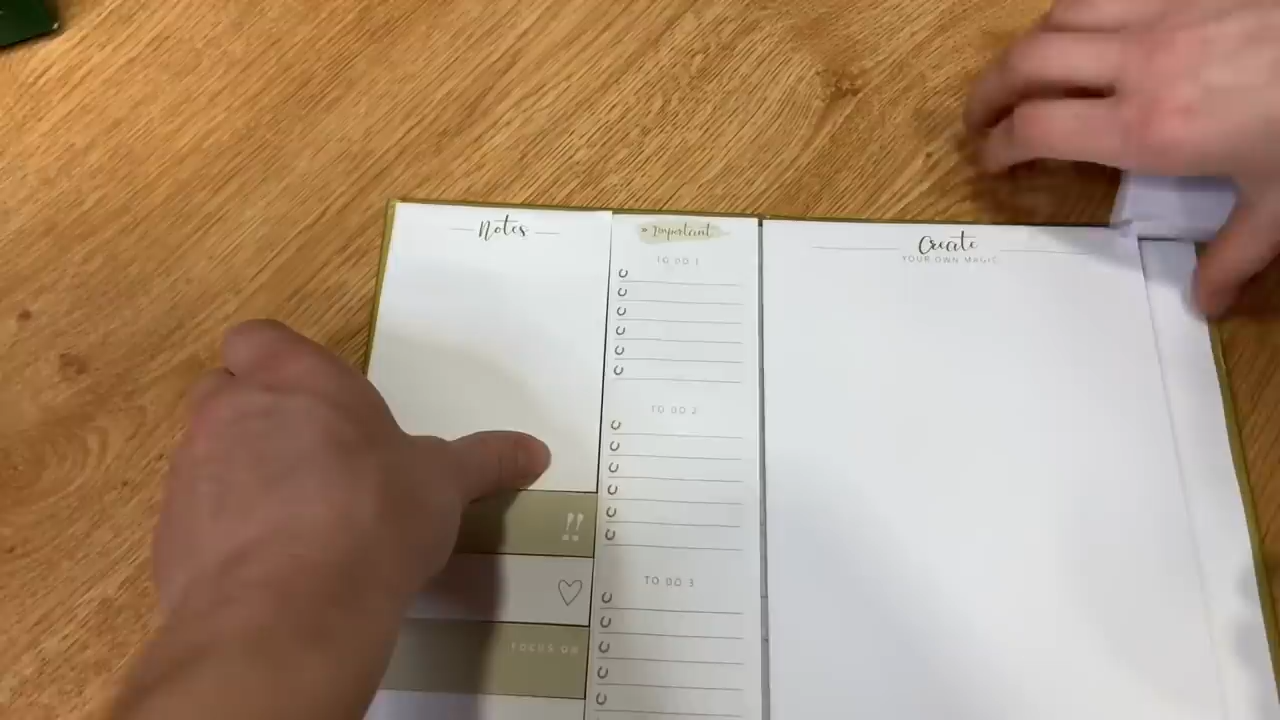 Notes
» Important
TO DO 1
TO DO 2
TO DO 3
!!
FOCUS ON
Create
YOUR OWN MAGIC